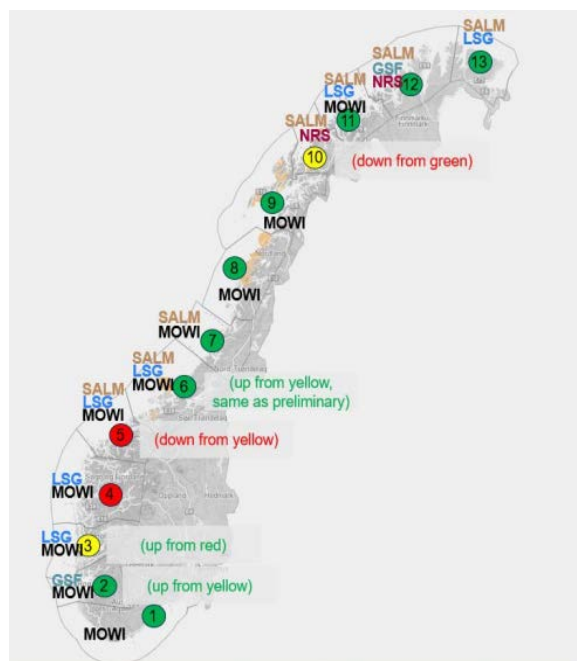 SALM
LSG
13
SALM
GSF
NRS
12
SALM
LSG
MOWI
11
SALM
NRS
10
(down from green)
9
MOWI
8
MOWI
SALM
MOWI
7
SALM
LSG
MOWI
6
(up from yellow,
same as preliminary)
SALM
LSG
MOWI
5
(down from yellow)
LSG
MOWI
4
Oppland
Hedmark
LSG
MOWI
3
(up from red)
GSF
MOWI
2
(up from yellow)
1
MOWI